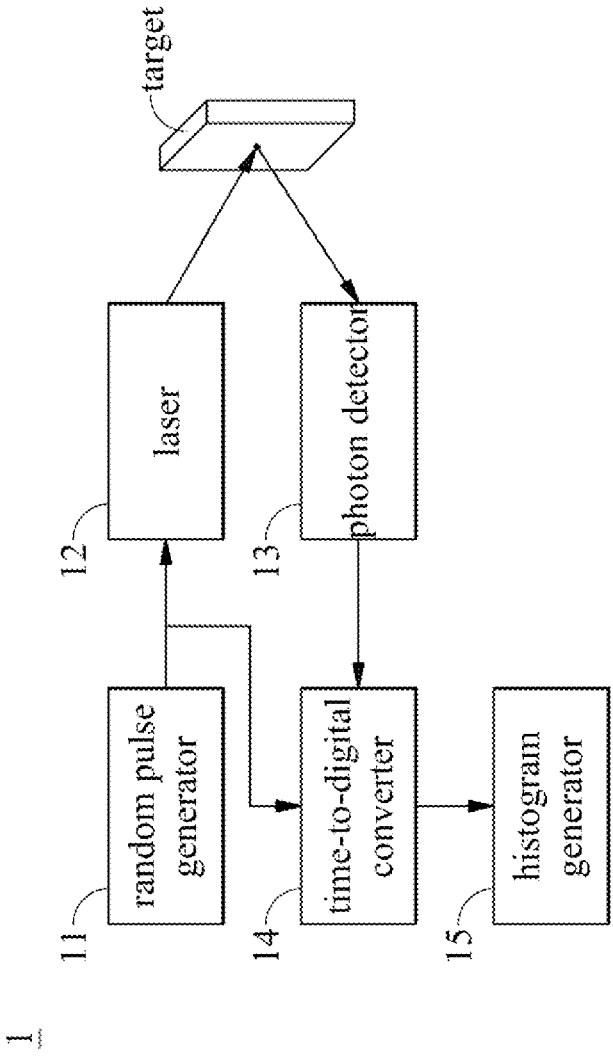 1
11
random pulse
generator
12
laser
target
14
time-to-digital
converter
13
photon detector
15
histogram
generator